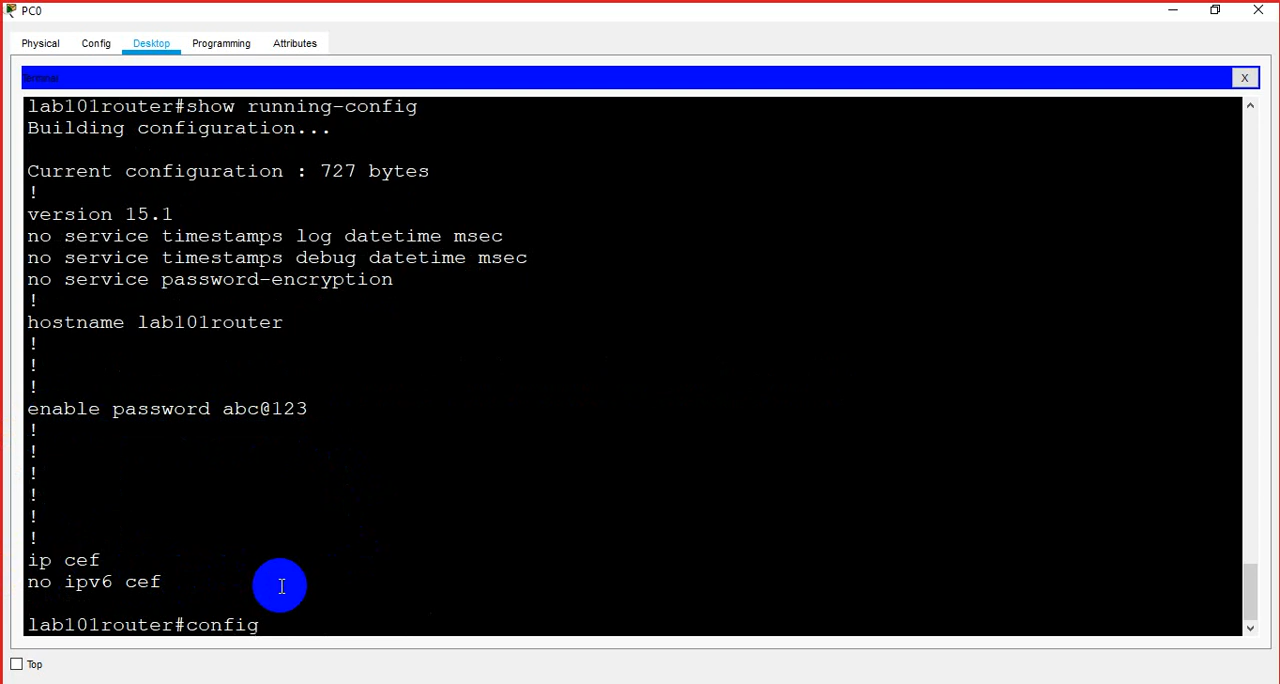 PC0
Physical Config Desktop Programming Attributes
Terminal
X
lab101router#show running-config
Building configuration...
Current configuration : 727 bytes
!
version 15.1
no service timestamps log datetime msec
no service timestamps debug datetime msec
no service password-encryption
!
hostname lab101router
!
!
!
enable password abc@123
!
!
!
!
!
!
ip cef
no ipv6 cef
lab101router#config
Top